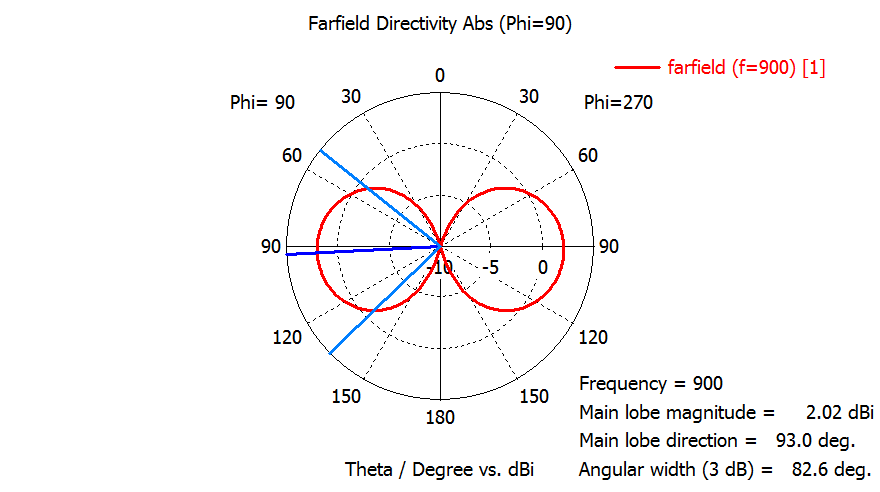 Farfield Directivity Abs (Phi=90)
farfield (f=900) [1]
0
30
30
Phi= 90
Phi=270
60
60
90
-10
-5
0
90
120
120
150
150
180
Frequency = 900
Main lobe magnitude = 2.02 dBi
Main lobe direction = 93.0 deg.
Theta / Degree vs. dBi
Angular width (3 dB) = 82.6 deg.